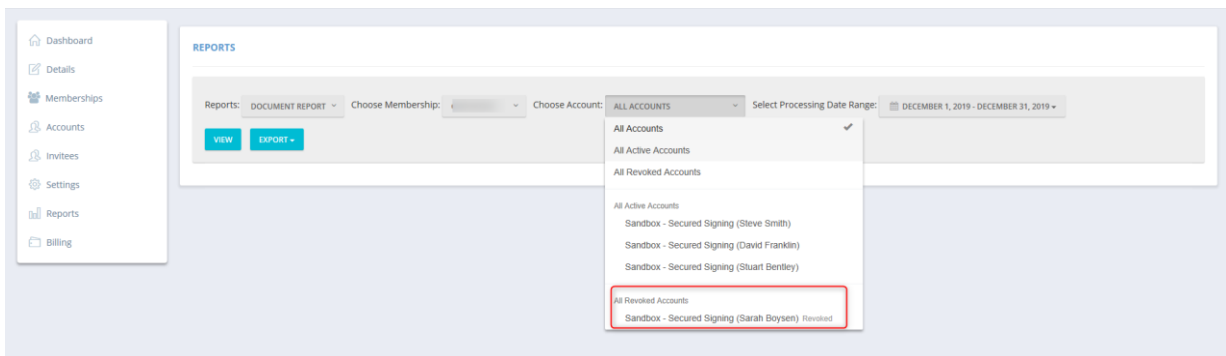 Dashboard
Details
Memberships
Accounts
Invitees
Settings
Reports
Billing
REPORTS
Reports: DOCUMENT REPORT Choose Membership: Choose Account: ALL ACCOUNTS Select Processing Date Range: DECEMBER 1, 2019 - DECEMBER 31, 2019
VIEW EXPORT
All Accounts
All Active Accounts
All Revoked Accounts
All Active Accounts
Sandbox - Secured Signing (Steve Smith)
Sandbox - Secured Signing (David Franklin)
Sandbox - Secured Signing (Stuart Bentley)
All Revoked Accounts
Sandbox - Secured Signing (Sarah Boysen) Revoked